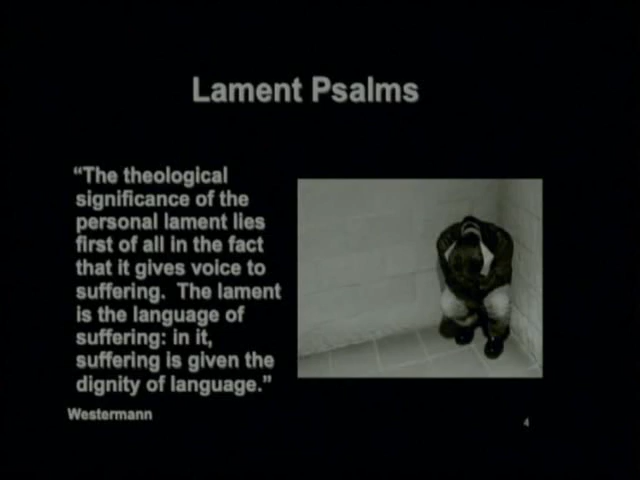 Lament Psalms
“The theological
significance of the
personal lament lies
first of all in the fact
that it gives voice to
suffering. The lament
is the language of
suffering: in it,
suffering is given the
dignity of language.”
Westermann
4